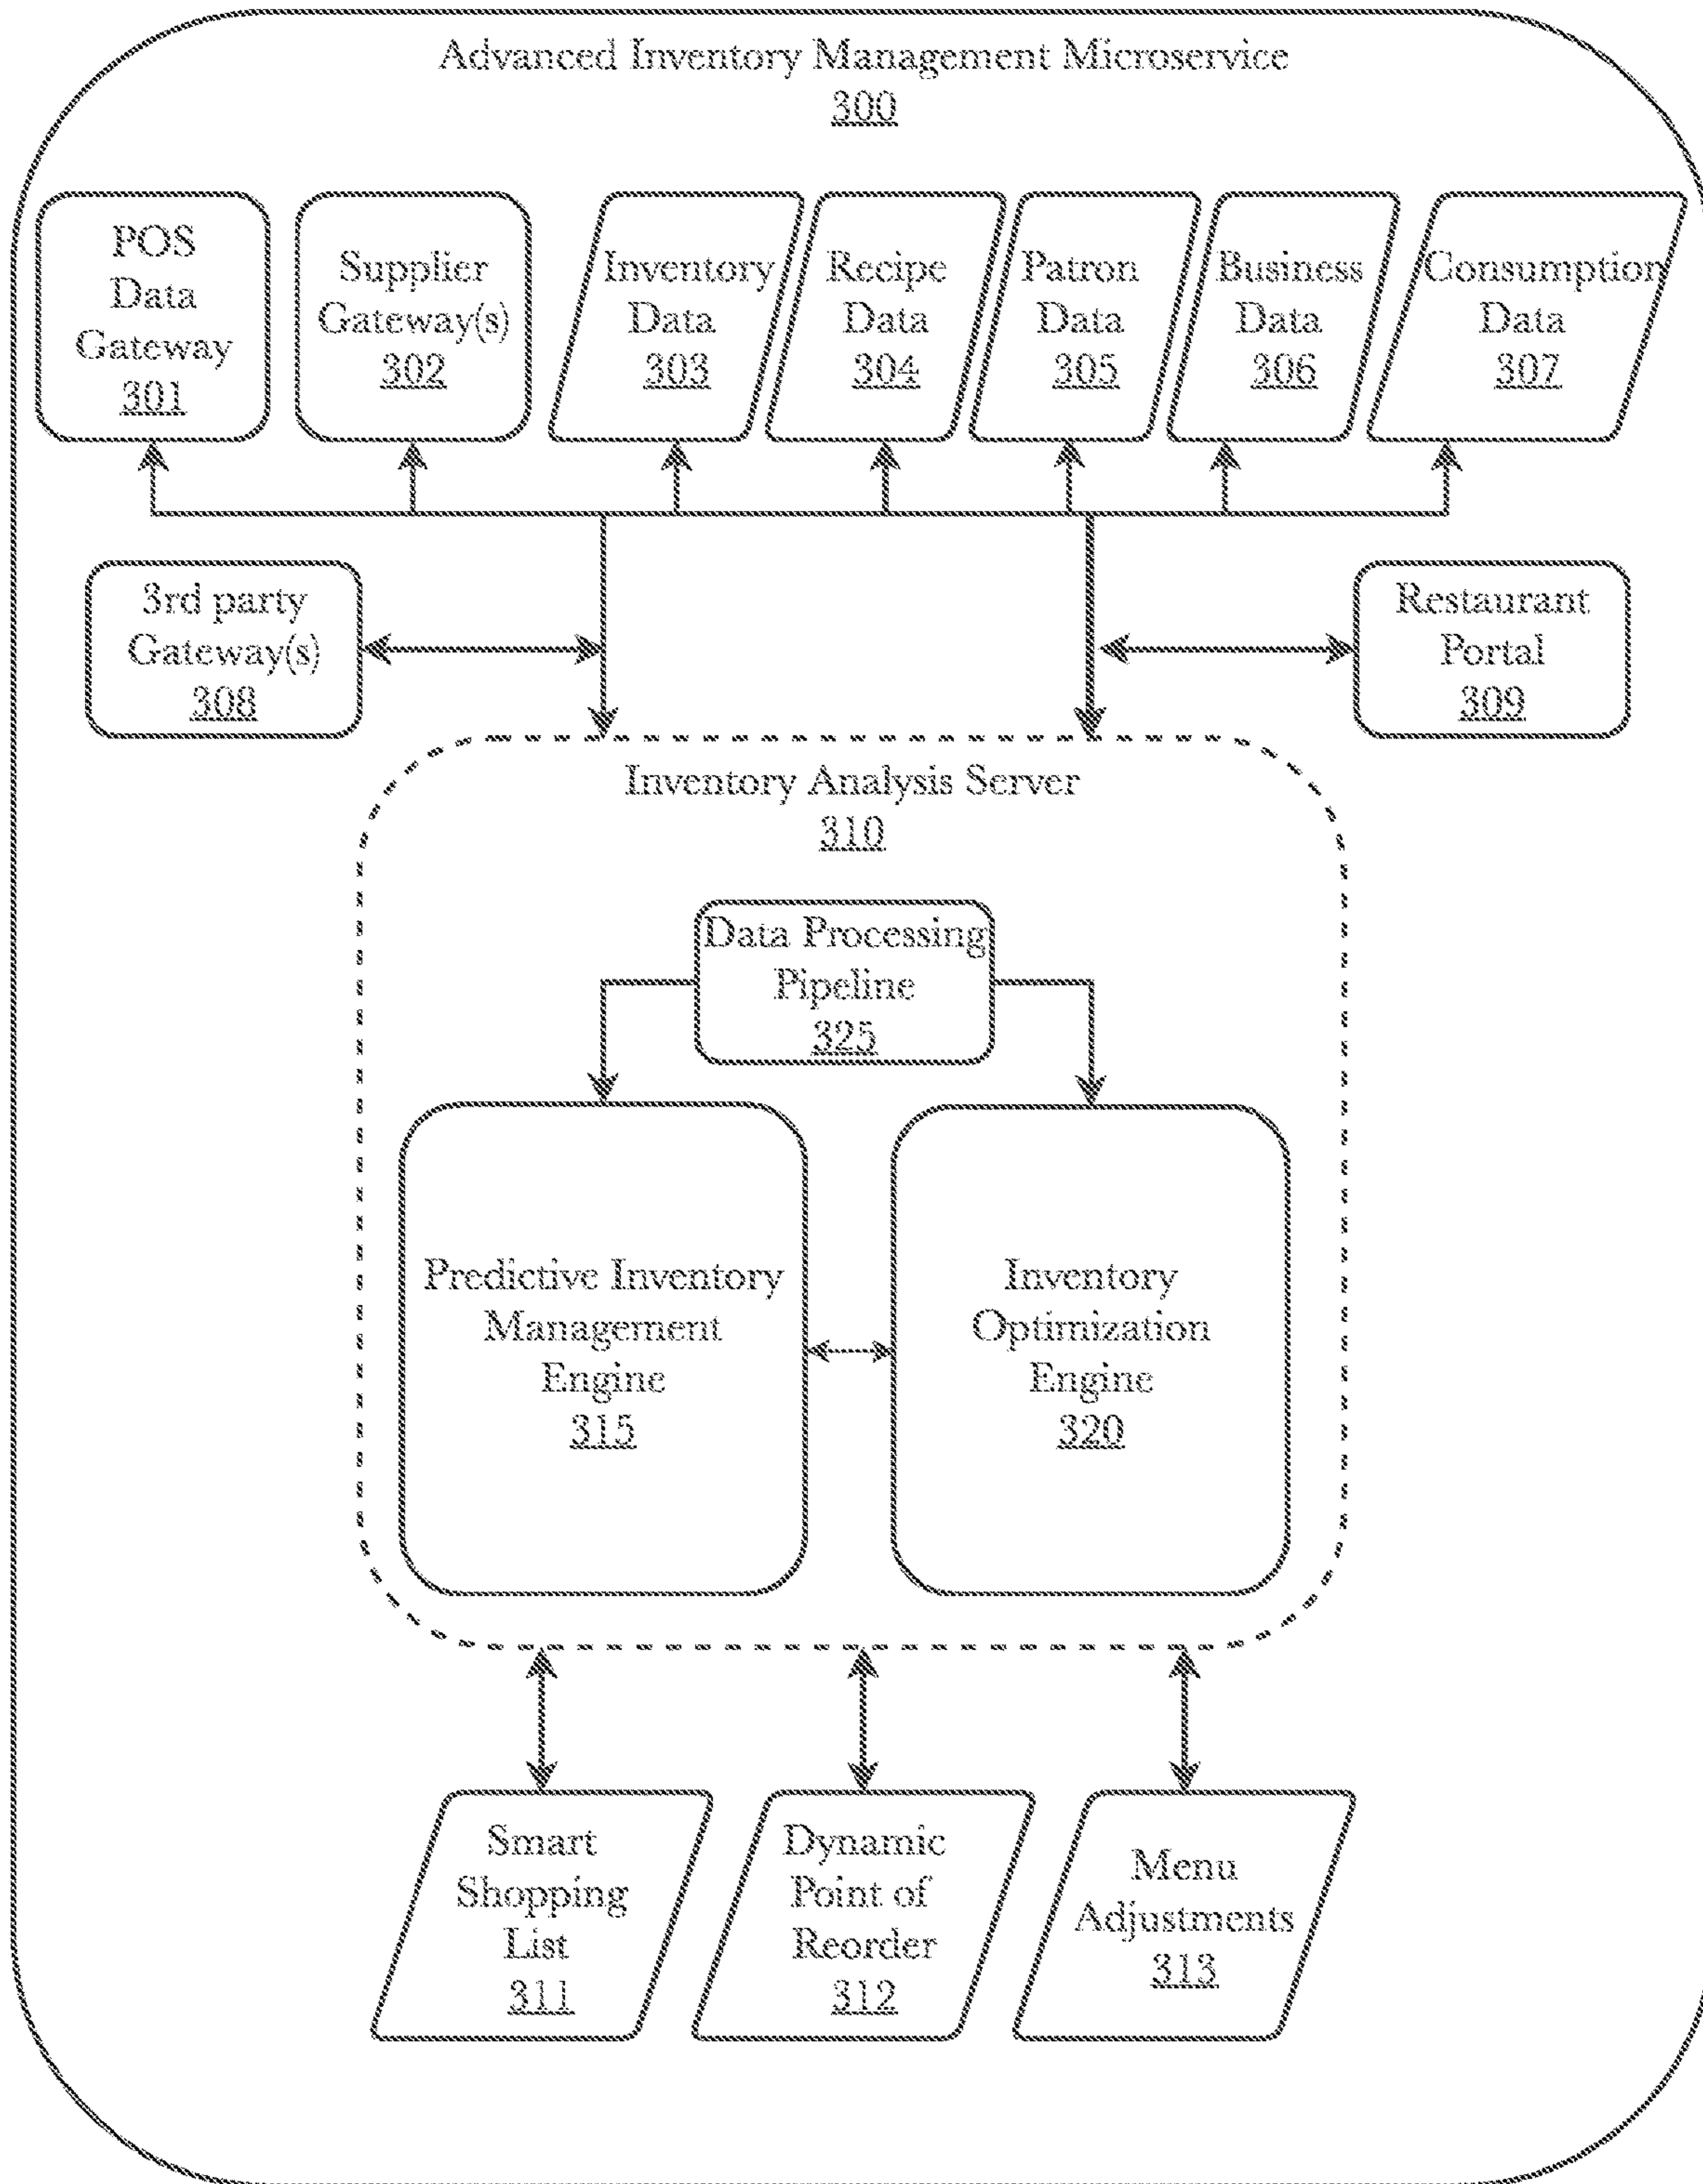 Advanced Inventory Management Microservice
300
POS
Data
Gateway
301
Supplier
Gateway(s)
302
Inventory
Data
303
Recipe
Data
304
Patron
Data
305
Business
Data
306
Consumption
Data
307
3rd party
Gateway(s)
308
Restaurant
Portal
309
Inventory Analysis Server
310
Data Processing
Pipeline
325
Predictive Inventory
Management
Engine
315
Inventory
Optimization
Engine
320
Smart
Shopping
List
311
Dynamic
Point of
Reorder
312
Menu
Adjustments
313